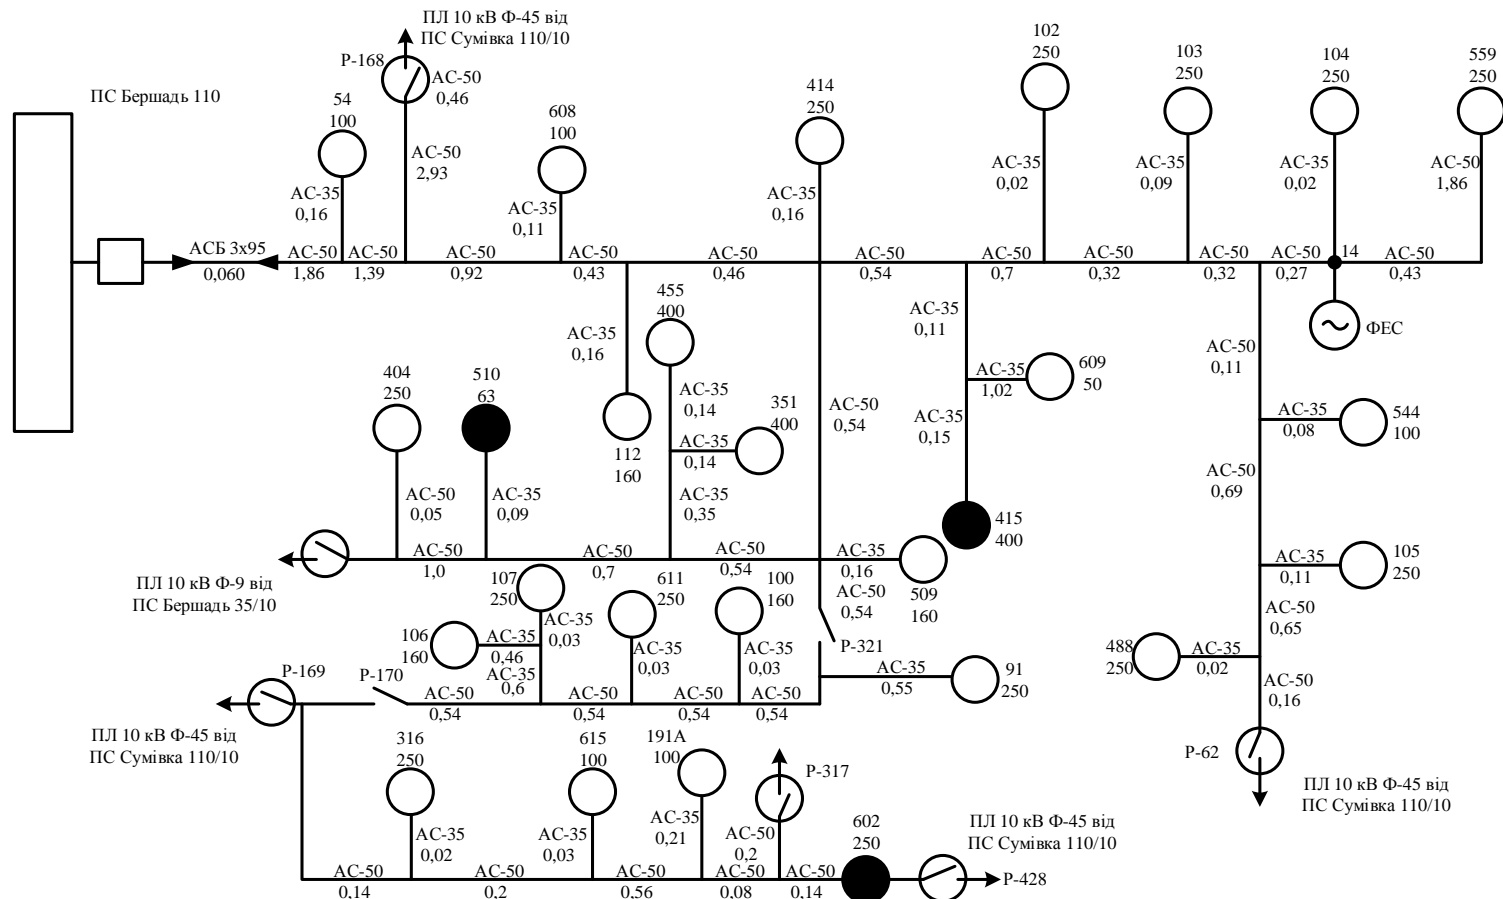 ПЛ 10 кВ Ф-45 від
ПС Сумівка 110/10
Р-168
АС-50
0,46
ПС Бершадь 110
54
100
608
100
414
250
102
250
103
250
104
250
559
250
АС-35
0,16
АС-50
2,93
АС-35
0,11
АС-35
0,16
АС-35
0,02
АС-35
0,09
АС-35
0,02
АС-50
1,86
АСБ 3х95
0,060
АС-50
1,86
АС-50
1,39
АС-50
0,92
АС-50
0,43
АС-50
0,46
АС-50
0,54
АС-50
0,7
АС-50
0,32
АС-50
0,32
АС-50
0,27
14
АС-50
0,43
ФЕС
455
400
АС-35
0,16
АС-35
0,11
АС-50
0,11
404
250
510
63
112
160
АС-35
0,14
351
400
АС-35
0,14
АС-35
0,35
АС-50
0,54
АС-35
1,02
609
50
АС-35
0,15
АС-35
0,08
544
100
АС-50
0,69
АС-50
0,05
АС-35
0,09
415
400
ПЛ 10 кВ Ф-9 від
ПС Бершадь 35/10
АС-50
1,0
АС-50
0,7
АС-50
0,54
АС-35
0,16
509
160
АС-50
0,54
Р-321
АС-35
0,11
105
250
АС-50
0,65
107
250
АС-35
0,03
611
250
АС-35
0,03
100
160
АС-35
0,03
106
160
АС-35
0,46
АС-35
0,6
АС-35
0,55
91
250
488
250
АС-35
0,02
АС-50
0,16
Р-169
Р-170
АС-50
0,54
АС-50
0,54
АС-50
0,54
АС-50
0,54
ПЛ 10 кВ Ф-45 від
ПС Сумівка 110/10
Р-62
ПЛ 10 кВ Ф-45 від
ПС Сумівка 110/10
316
250
615
100
191А
100
Р-317
АС-35
0,02
АС-35
0,03
АС-35
0,21
АС-50
0,2
602
250
ПЛ 10 кВ Ф-45 від
ПС Сумівка 110/10
Р-428
АС-50
0,14
АС-50
0,2
АС-50
0,56
АС-50
0,08
АС-50
0,14